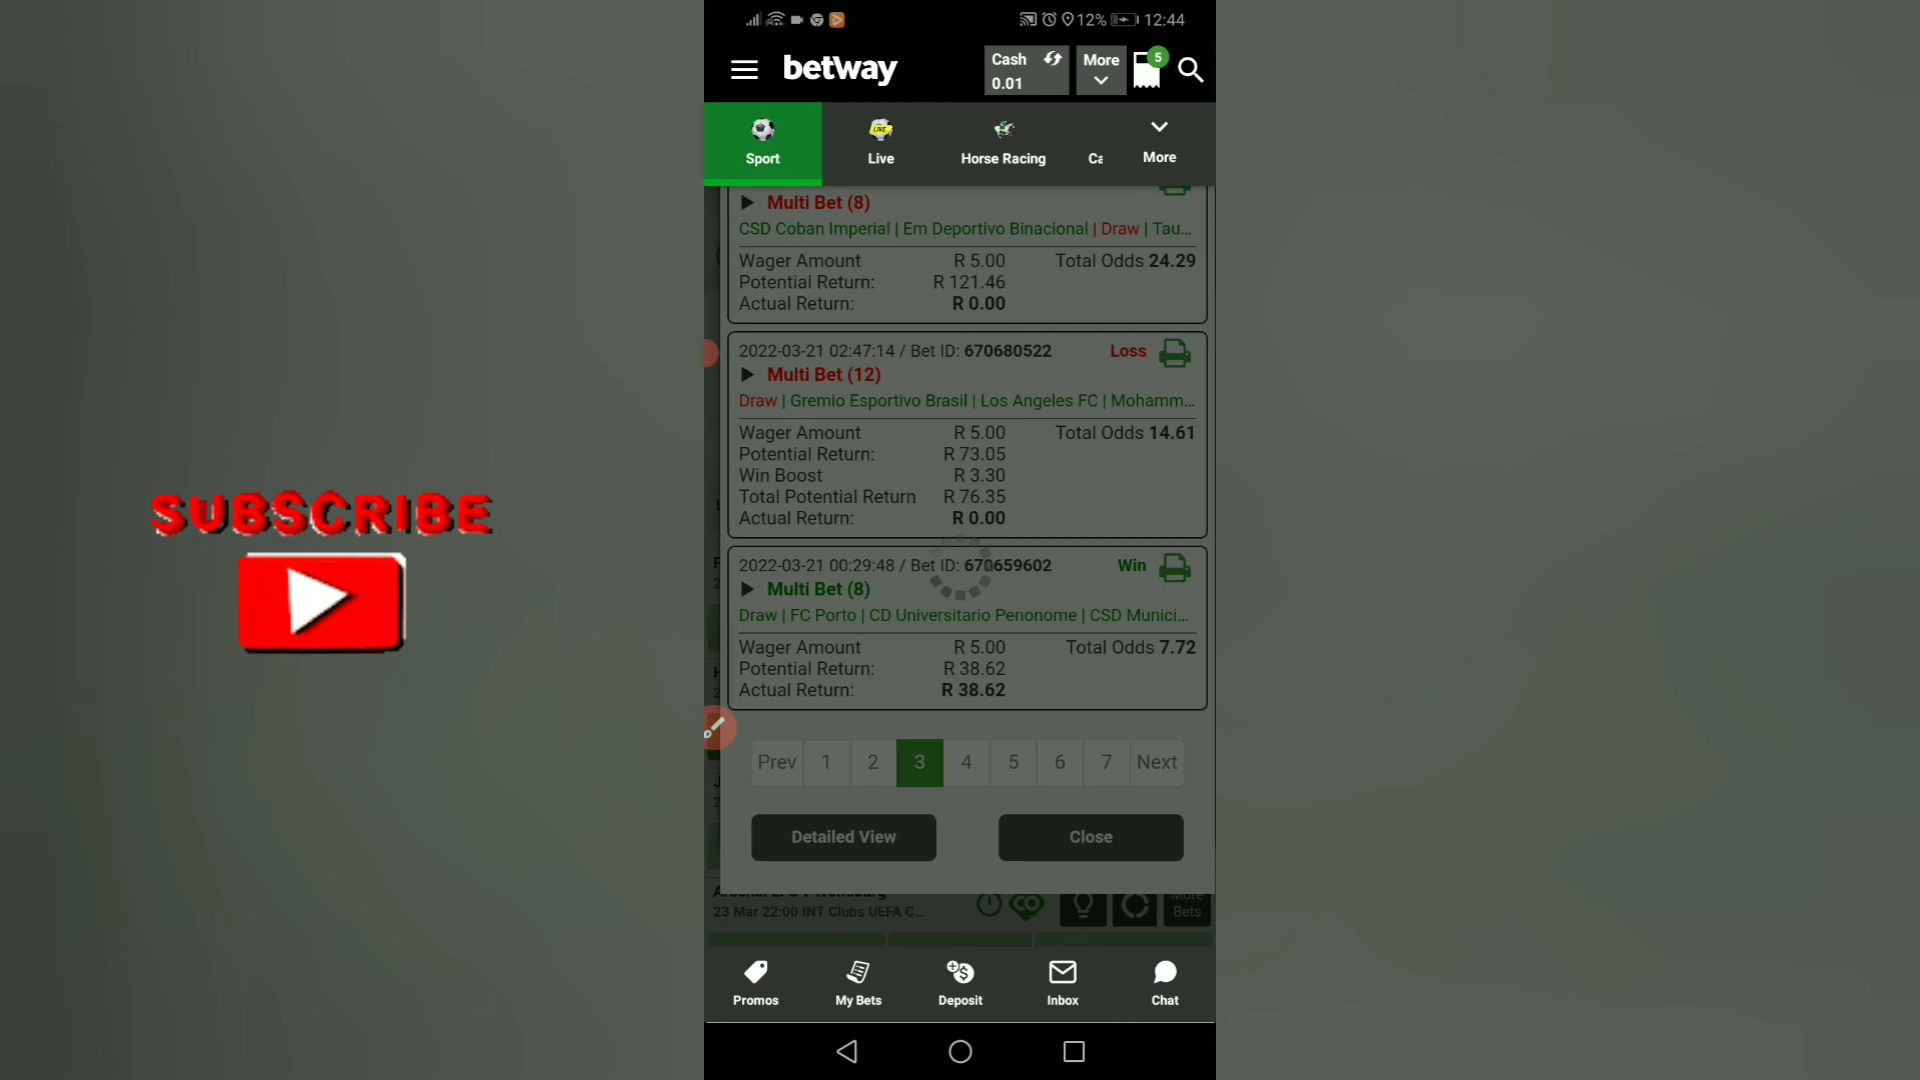 12% 12:44
betway
Cash
0.01
More
5
Sport
LIVE
Live
Horse Racing
Ca
More
Multi Bet (8)
CSD Coban Imperial | Em Deportivo Binacional | Draw | Tau...
Wager Amount R 5.00 Total Odds 24.29
Potential Return: R 121.46
Actual Return: R 0.00
2022-03-21 02:47:14 / Bet ID: 670680522 Loss
Multi Bet (12)
Draw | Gremio Esportivo Brasil | Los Angeles FC | Mohamm...
Wager Amount R 5.00 Total Odds 14.61
Potential Return: R 73.05
Win Boost R 3.30
Total Potential Return R 76.35
Actual Return: R 0.00
SUBSCRIBE
2022-03-21 00:29:48 / Bet ID: 670659602 Win
Multi Bet (8)
Draw | FC Porto | CD Universitario Penonome | CSD Munici...
Wager Amount R 5.00 Total Odds 7.72
Potential Return: R 38.62
Actual Return: R 38.62
Prev 1 2 3 4 5 6 7 Next
Detailed View Close
23 Mar 22:00 INT Clubs UEFA C...
More
Bets
Promos My Bets Deposit Inbox Chat